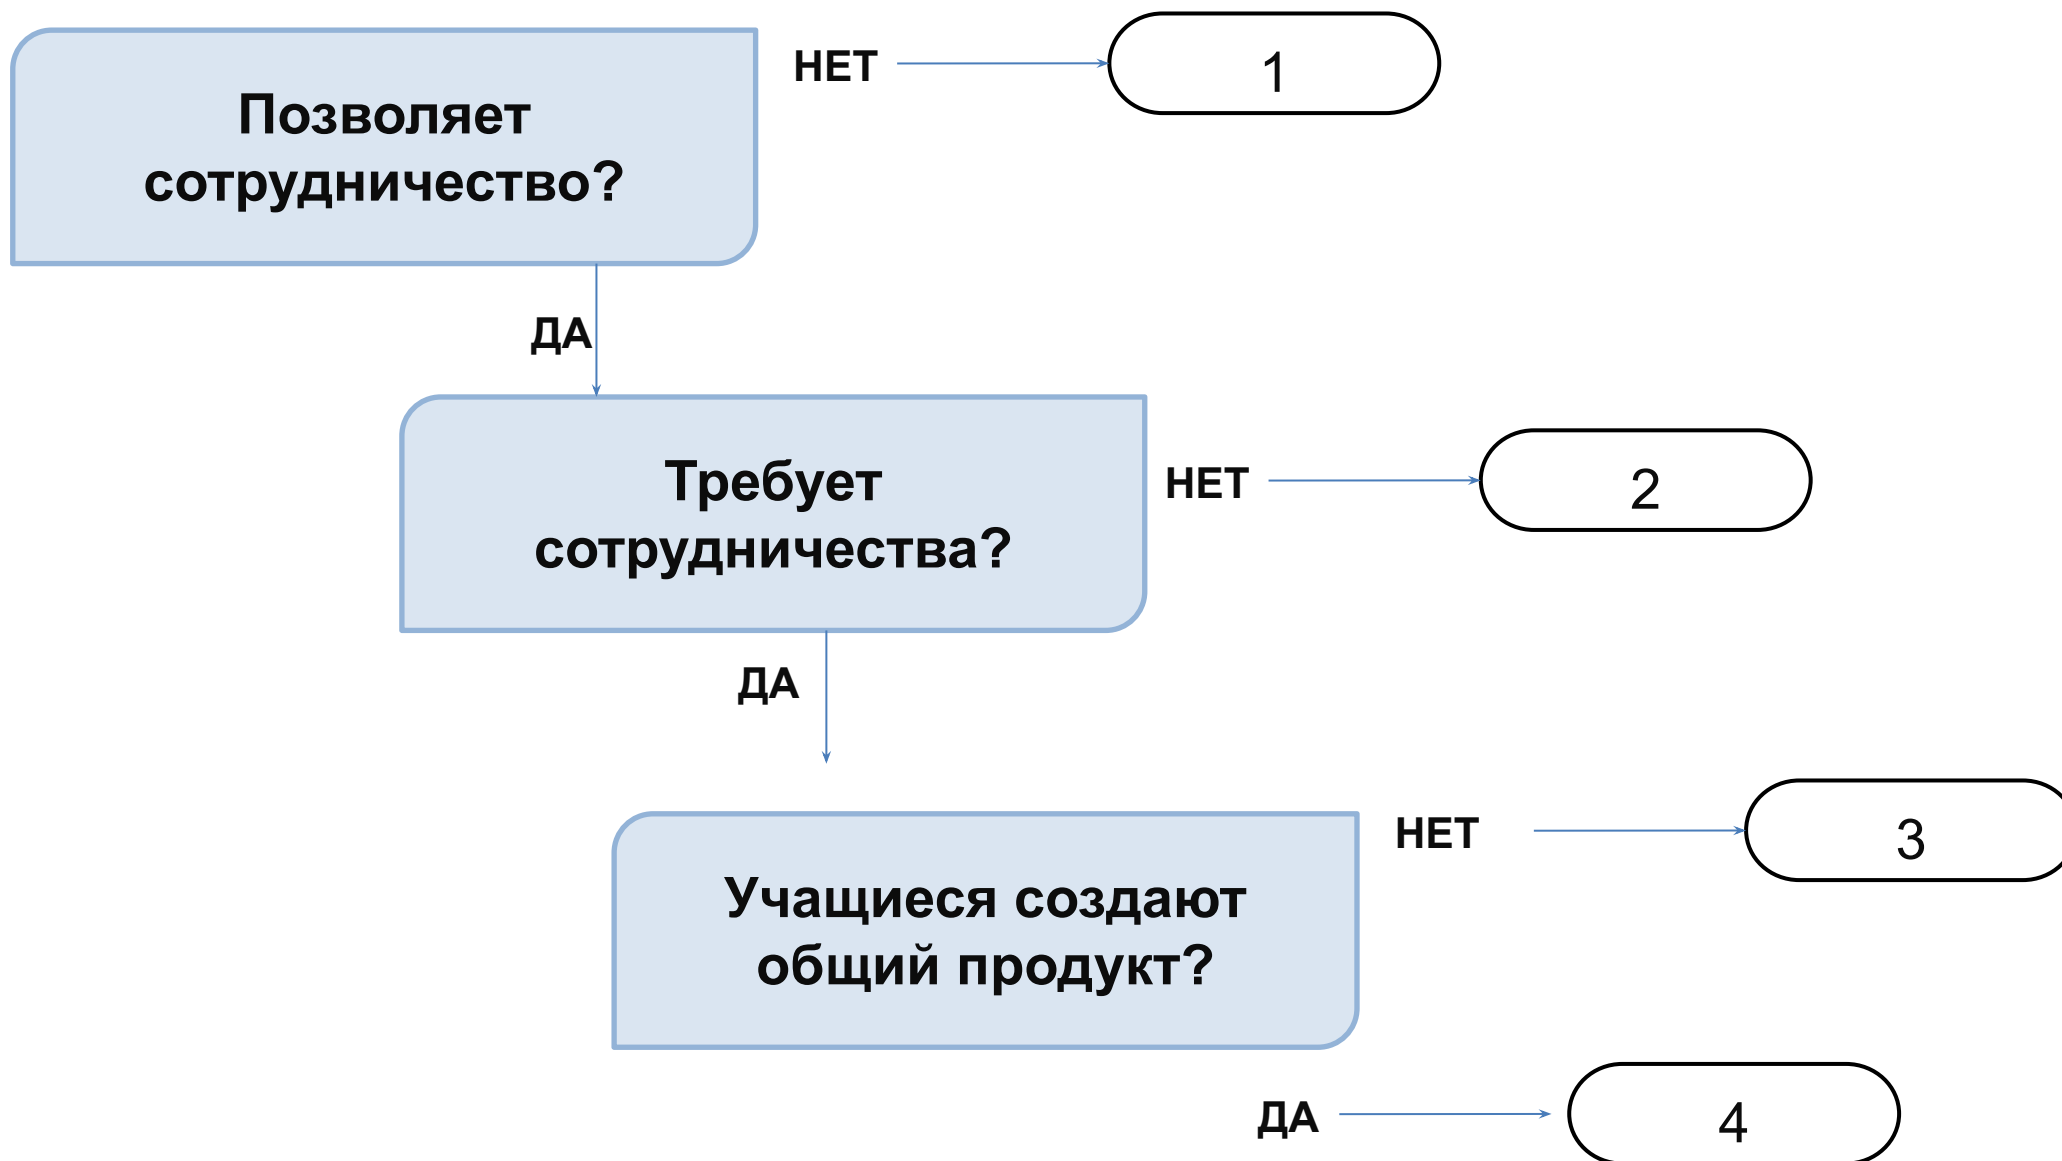 Позволяет
сотрудничество?
НЕТ
1
ДА
Требует
сотрудничества?
НЕТ
2
ДА
Учащиеся создают
общий продукт?
НЕТ
3
ДА
4